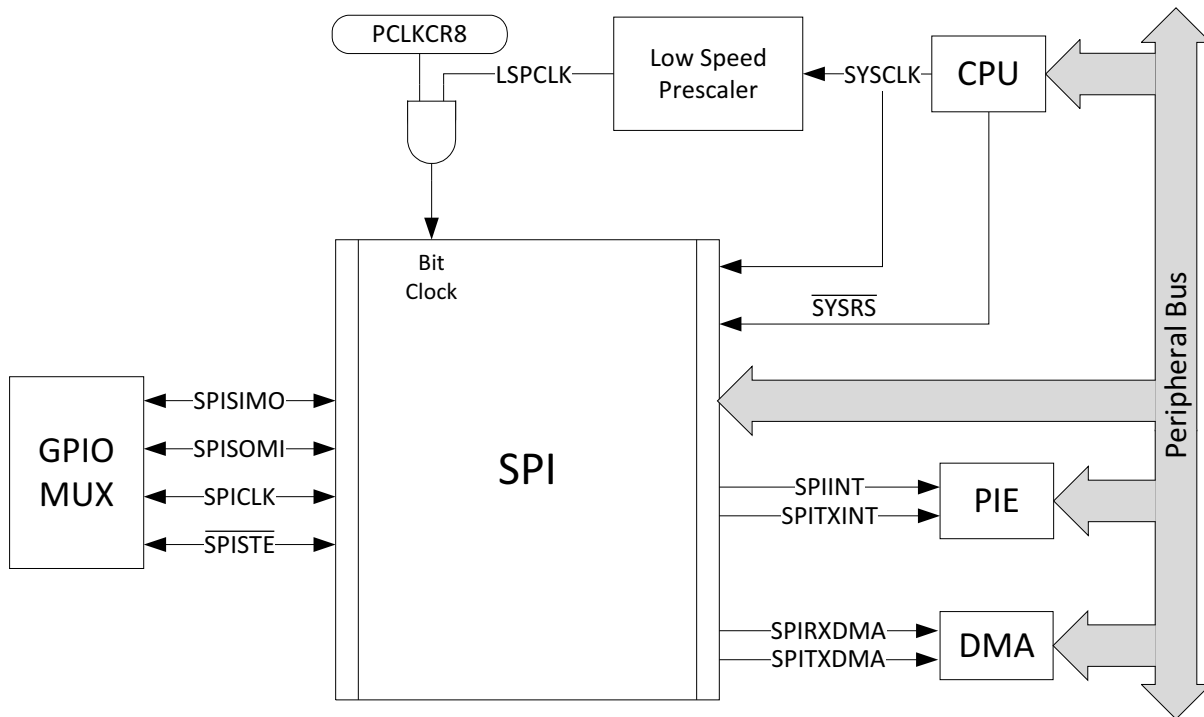 PCLKCR8
LSPCLK
Low Speed
Prescaler
SYSCLK
CPU
Bit
Clock
SYSRS
Peripheral Bus
GPIO
MUX
SPISIMO
SPISOMI
SPICLK
SPISTE
SPI
SPIINT
SPITXINT
PIE
SPIRXDMA
SPITXDMA
DMA